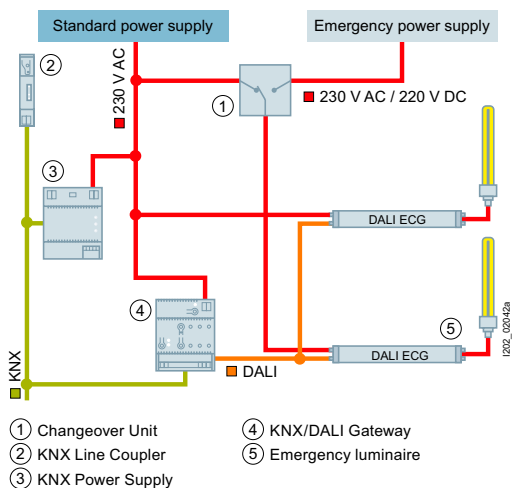 Standard power supply
Emergency power supply
2
230 V AC
1
230 V AC / 220 V DC
3
DALI ECG
4
5
DALI ECG
I202_02042a
KNX
DALI
1 Changeover Unit
2 KNX Line Coupler
3 KNX Power Supply
4 KNX/DALI Gateway
5 Emergency luminaire